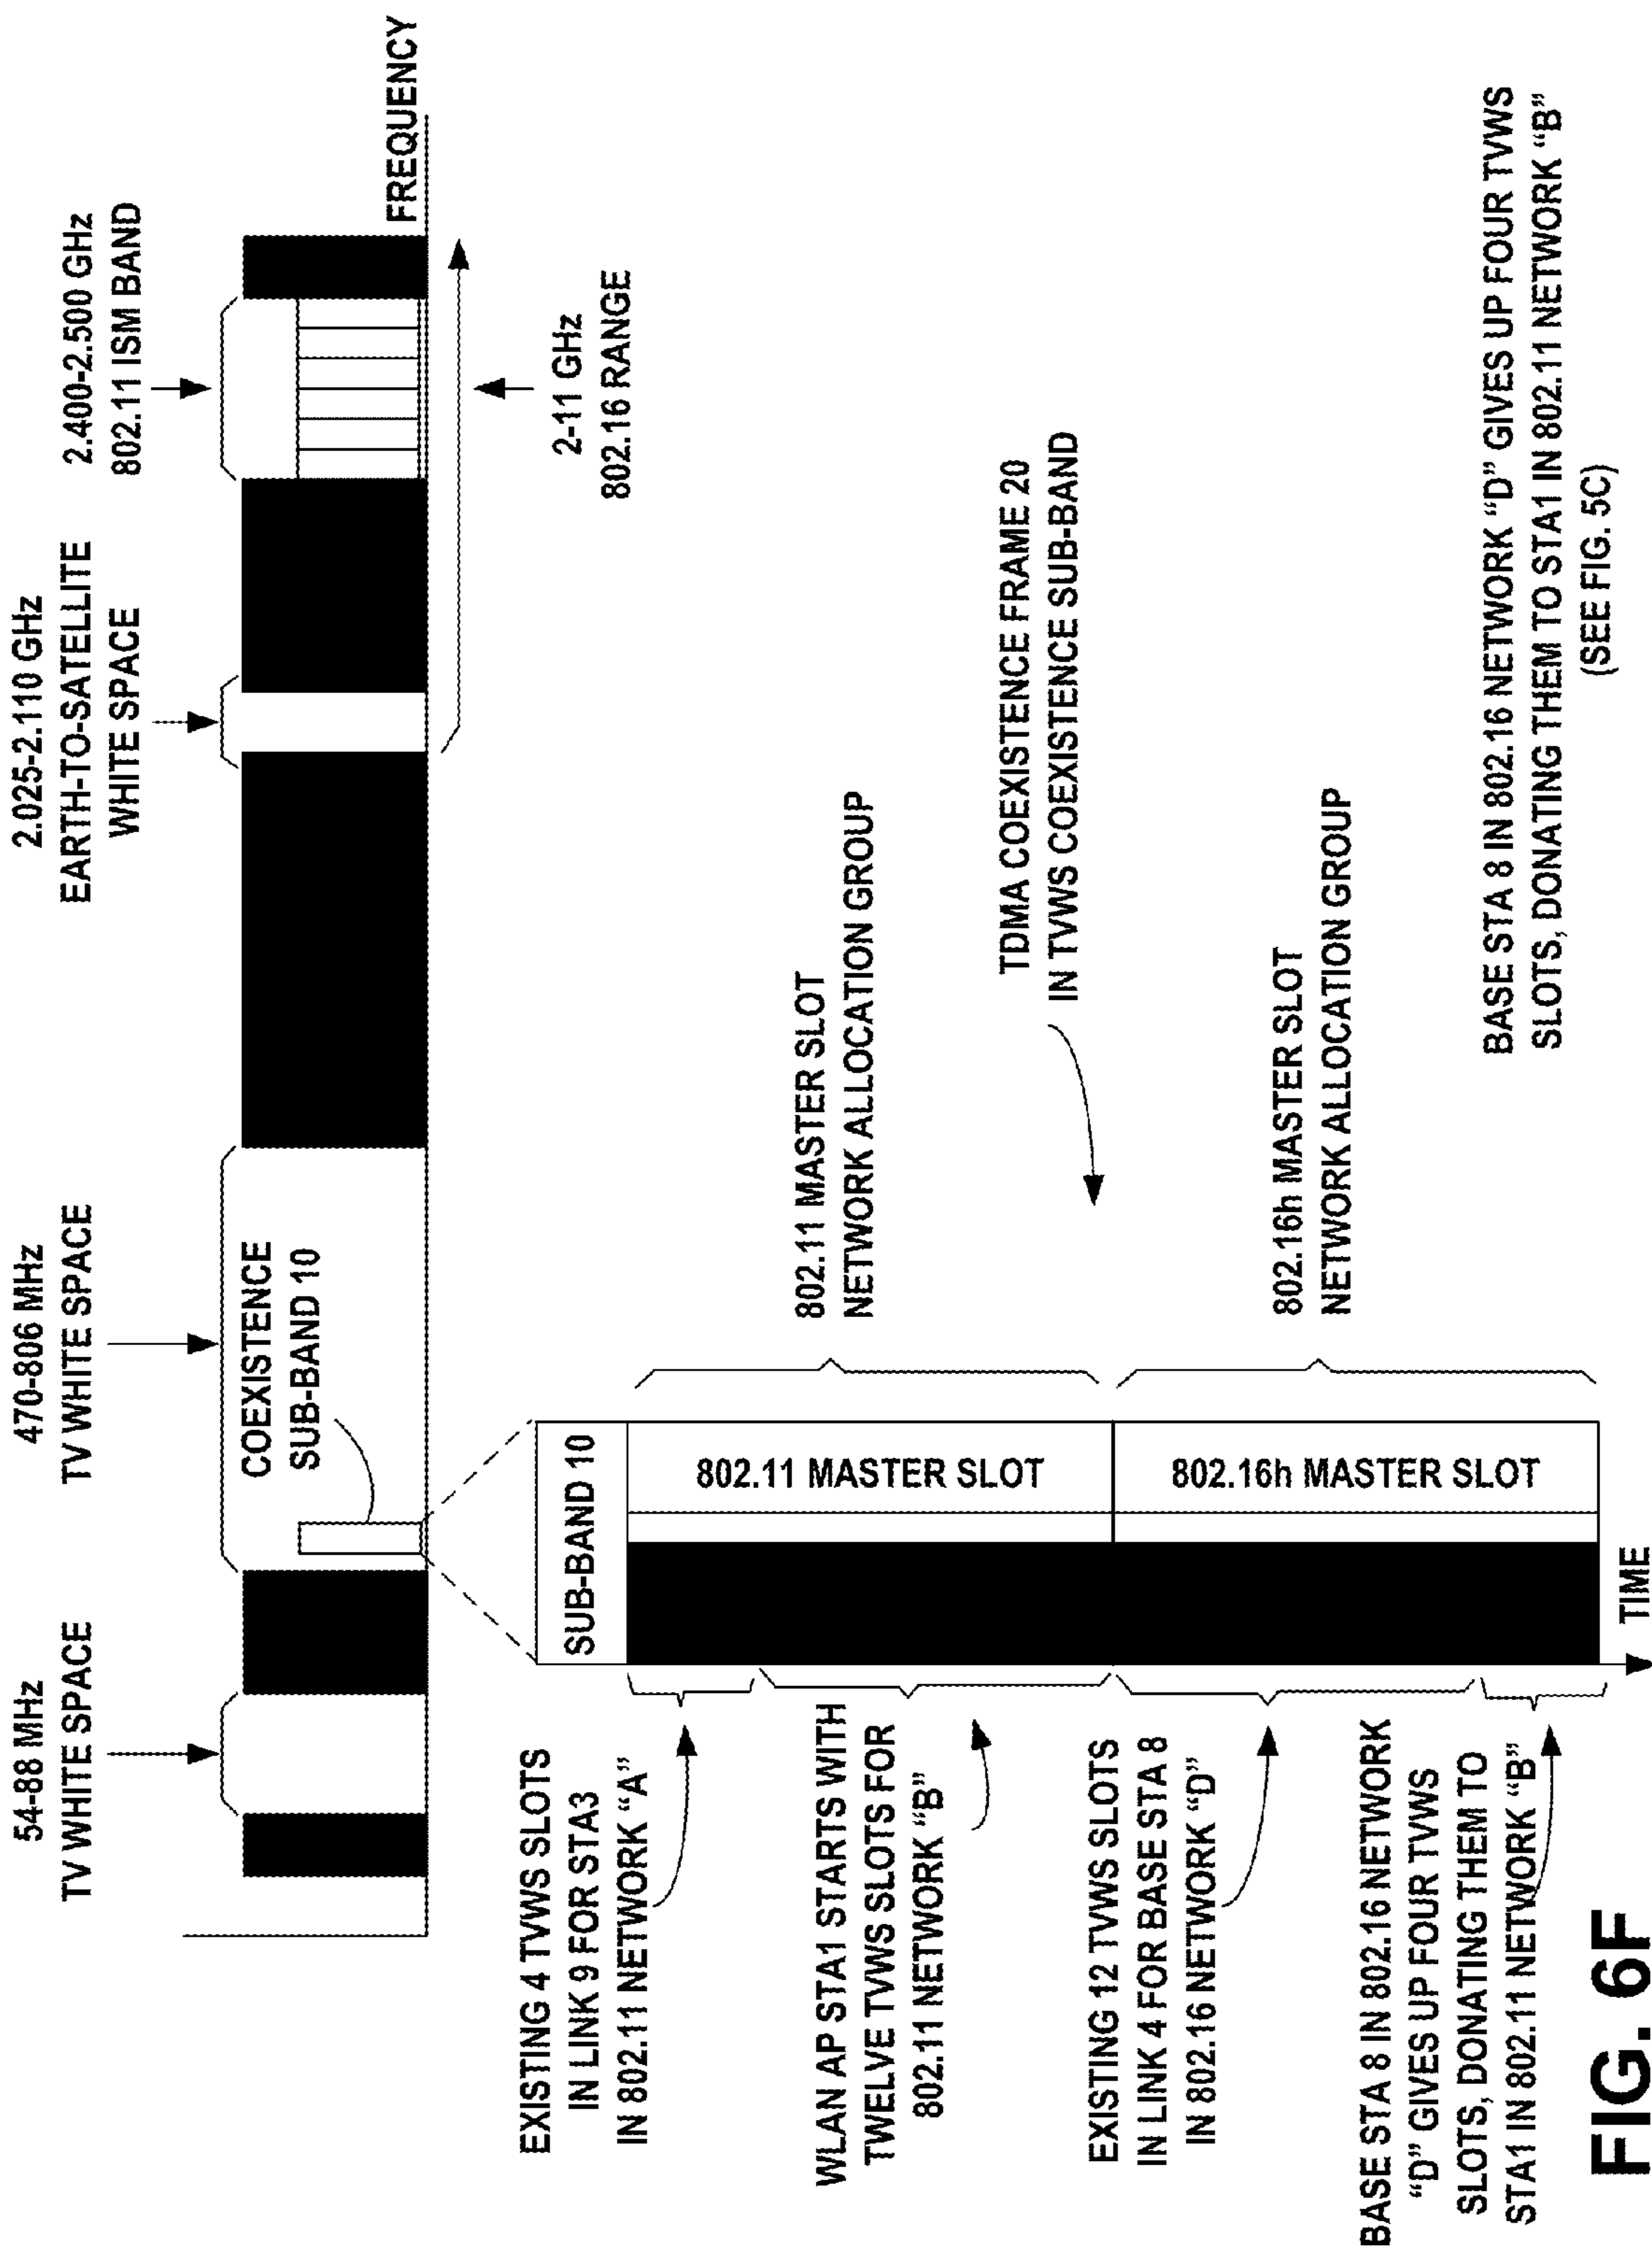 54-88 MHz
TV WHITE SPACE
470-806 MHz
TV WHITE SPACE
2.025-2.110 GHz
EARTH-TO-SATELLITE
WHITE SPACE
2.400-2.500 GHz
802.11 ISM BAND
COEXISTENCE
SUB-BAND 10
FREQUENCY
2-11 GHz
802.16 RANGE
SUB-BAND 10
802.11 MASTER SLOT
802.16h MASTER SLOT
TIME
EXISTING 4 TVWS SLOTS
IN LINK 9 FOR STA3
IN 802.11 NETWORK “A”
WLAN AP STA1 STARTS WITH
TWELVE TVWS SLOTS FOR
802.11 NETWORK “B”
EXISTING 12 TVWS SLOTS
IN LINK 4 FOR BASE STA 8
IN 802.16 NETWORK “D”
BASE STA 8 IN 802.16 NETWORK
“D” GIVES UP FOUR TVWS
SLOTS, DONATING THEM TO
STA1 IN 802.11 NETWORK “B”
802.11 MASTER SLOT
NETWORK ALLOCATION GROUP
TDMA COEXISTENCE FRAME 20
IN TVWS COEXISTENCE SUB-BAND
802.16h MASTER SLOT
NETWORK ALLOCATION GROUP
BASE STA 8 IN 802.16 NETWORK “D” GIVES UP FOUR TVWS
SLOTS, DONATING THEM TO STA1 IN 802.11 NETWORK “B”
(SEE FIG. 5C)
FIG. 6F